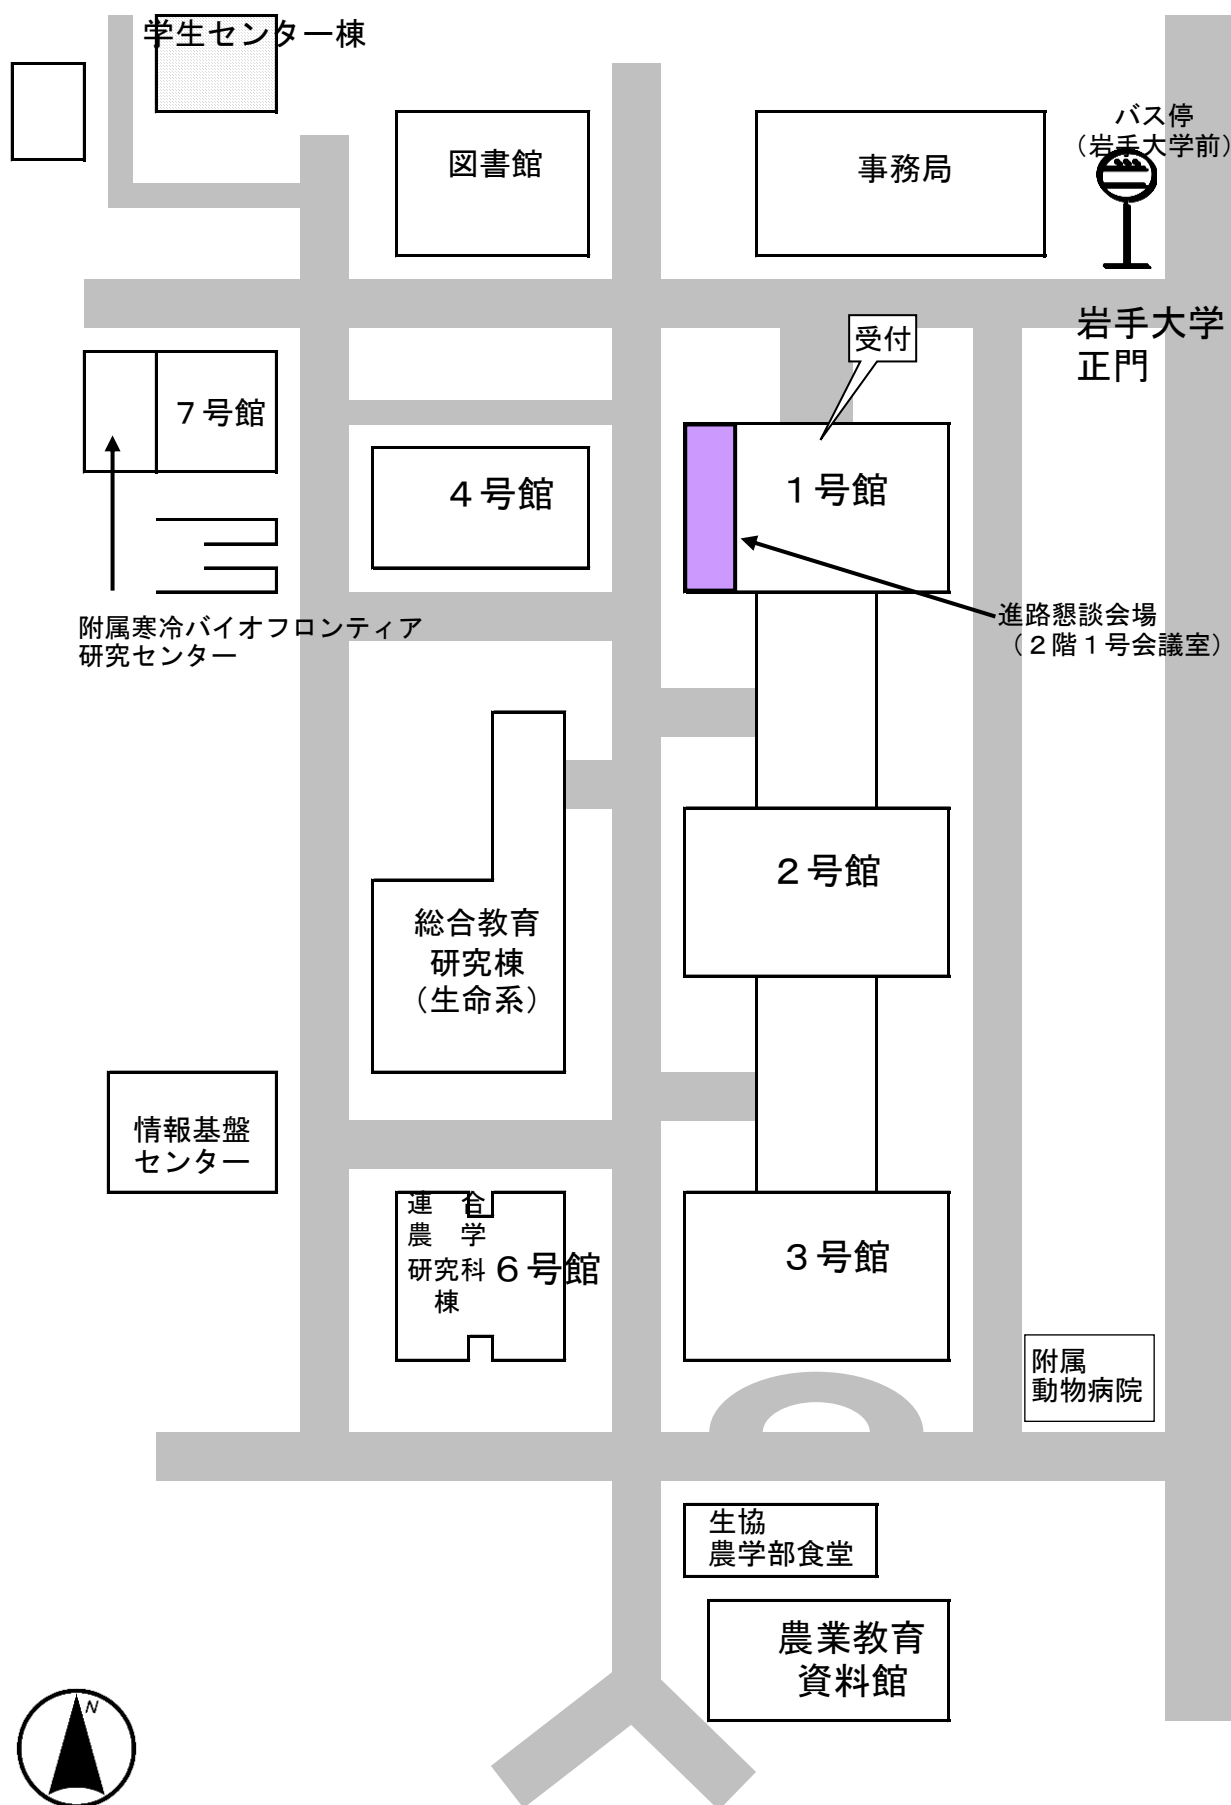 学生センター棟
図書館
事務局
バス停
（岩手大学前）
岩手大学
正門
受付
７号館
４号館
１号館
附属寒冷バイオフロンティア
研究センター
進路懇談会場
（２階１号会議室）
２号館
総合教育
研究棟
（生命系）
情報基盤
センター
連　合
農　学
研究科
棟
６号館
３号館
附属
動物病院
生協
農学部食堂
農業教育
資料館
N